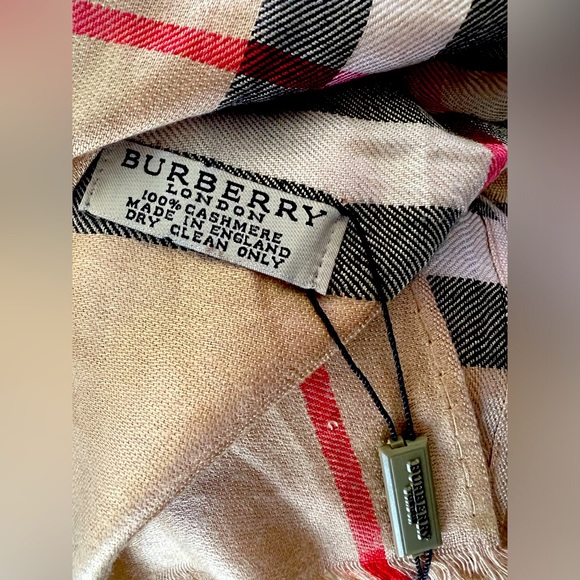 BURBERRY
LONDON
100% CASHMERE
MADE IN ENGLAND
DRY CLEAN ONLY
BURBERRY